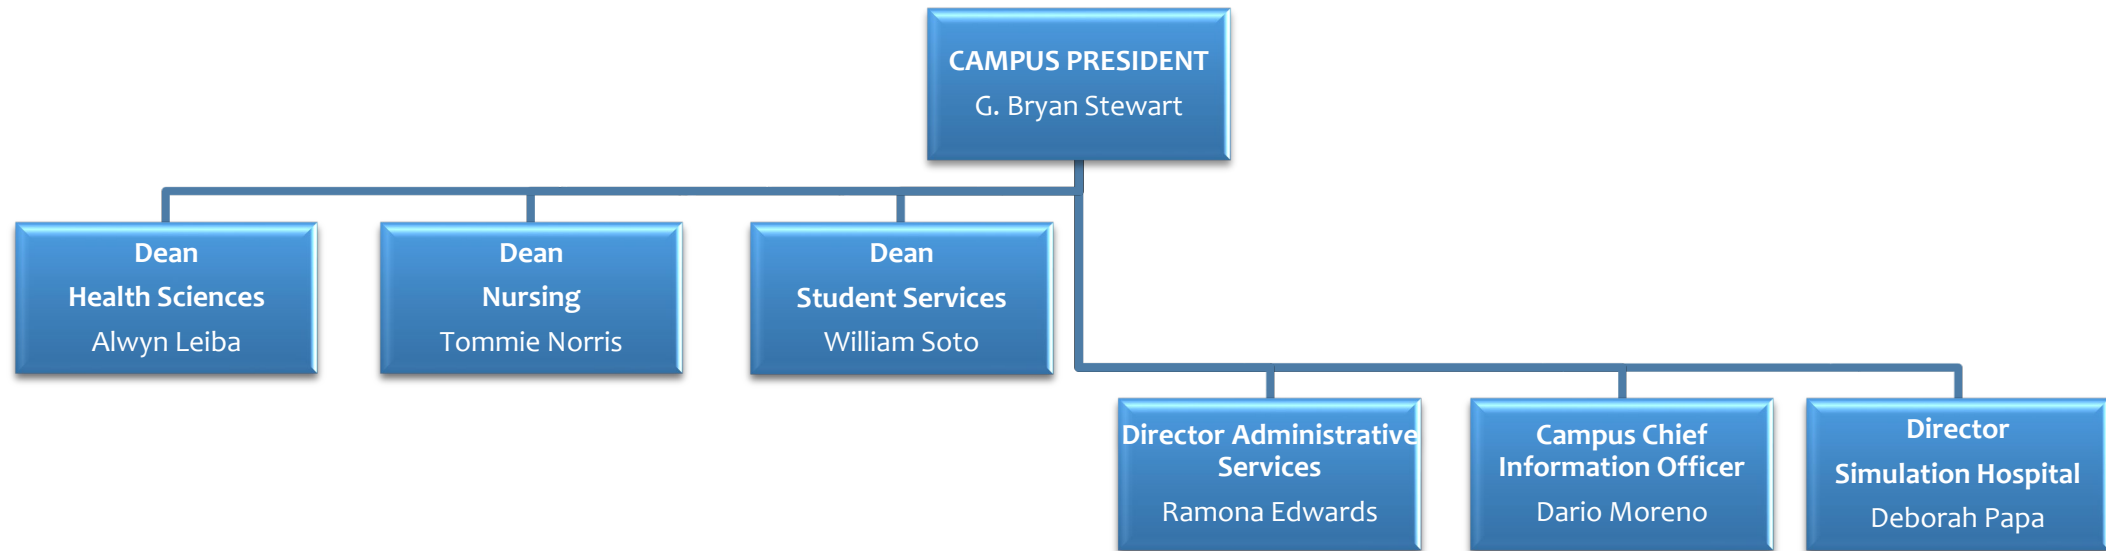 CAMPUS PRESIDENT
G. Bryan Stewart
Dean
Health Sciences
Alwyn Leiba
Dean
Nursing
Tommie Norris
Dean
Student Services
William Soto
Director Administrative
Services
Ramona Edwards
Campus Chief
Information Officer
Dario Moreno
Director
Simulation Hospital
Deborah Papa